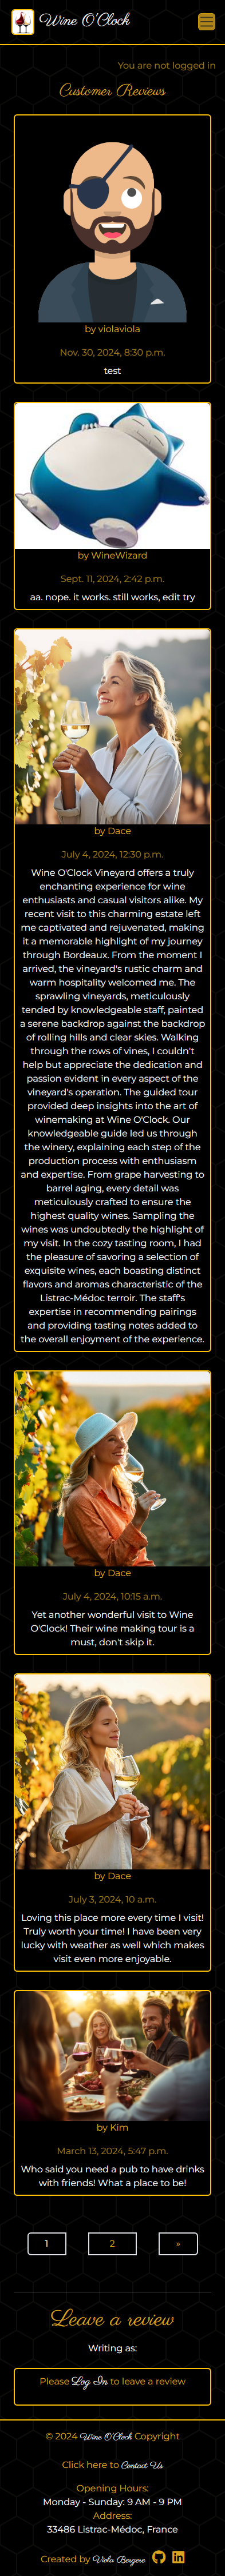 Wine O'Clock
You are not logged in
Customer Reviews
by violaviola
Nov. 30, 2024, 8:30 p.m.
test
by WineWizard
Sept. 11, 2024, 2:42 p.m.
aa. nope. it works. still works, edit try
by Dace
July 4, 2024, 12:30 p.m.
Wine O'Clock Vineyard offers a truly
enchanting experience for wine
enthusiasts and casual visitors alike. My
recent visit to this charming estate left
me captivated and rejuvenated, making
it a memorable highlight of my journey
through Bordeaux. From the moment I
arrived, the vineyard's rustic charm and
warm hospitality welcomed me. The
sprawling vineyards, meticulously
tended by knowledgeable staff, painted
a serene backdrop against the backdrop
of rolling hills and clear skies. Walking
through the rows of vines, I couldn't
help but appreciate the dedication and
passion evident in every aspect of the
vineyard's operation. The guided tour
provided deep insights into the art of
winemaking at Wine O'Clock. Our
knowledgeable guide led us through
the winery, explaining each step of the
production process with enthusiasm
and expertise. From grape harvesting to
barrel aging, every detail was
meticulously crafted to ensure the
highest quality wines. Sampling the
wines was undoubtedly the highlight of
my visit. In the cozy tasting room, I had
the pleasure of savoring a selection of
exquisite wines, each boasting distinct
flavors and aromas characteristic of the
Listrac-Médoc terroir. The staff's
expertise in recommending pairings
and providing tasting notes added to
the overall enjoyment of the experience.
by Dace
July 4, 2024, 10:15 a.m.
Yet another wonderful visit to Wine
O'Clock! Their wine making tour is a
must, don't skip it.
by Dace
July 3, 2024, 10 a.m.
Loving this place more every time I visit!
Truly worth your time! I have been very
lucky with weather as well which makes
visit even more enjoyable.
by Kim
March 13, 2024, 5:47 p.m.
Who said you need a pub to have drinks
with friends! What a place to be!
1 2 »
Leave a review
Writing as:
Please Log In to leave a review
© 2024 Wine O'Clock Copyright
Click here to Contact Us
Opening Hours:
Monday - Sunday: 9 AM - 9 PM
Address:
33486 Listrac-Médoc, France
Created by Viola Bergere